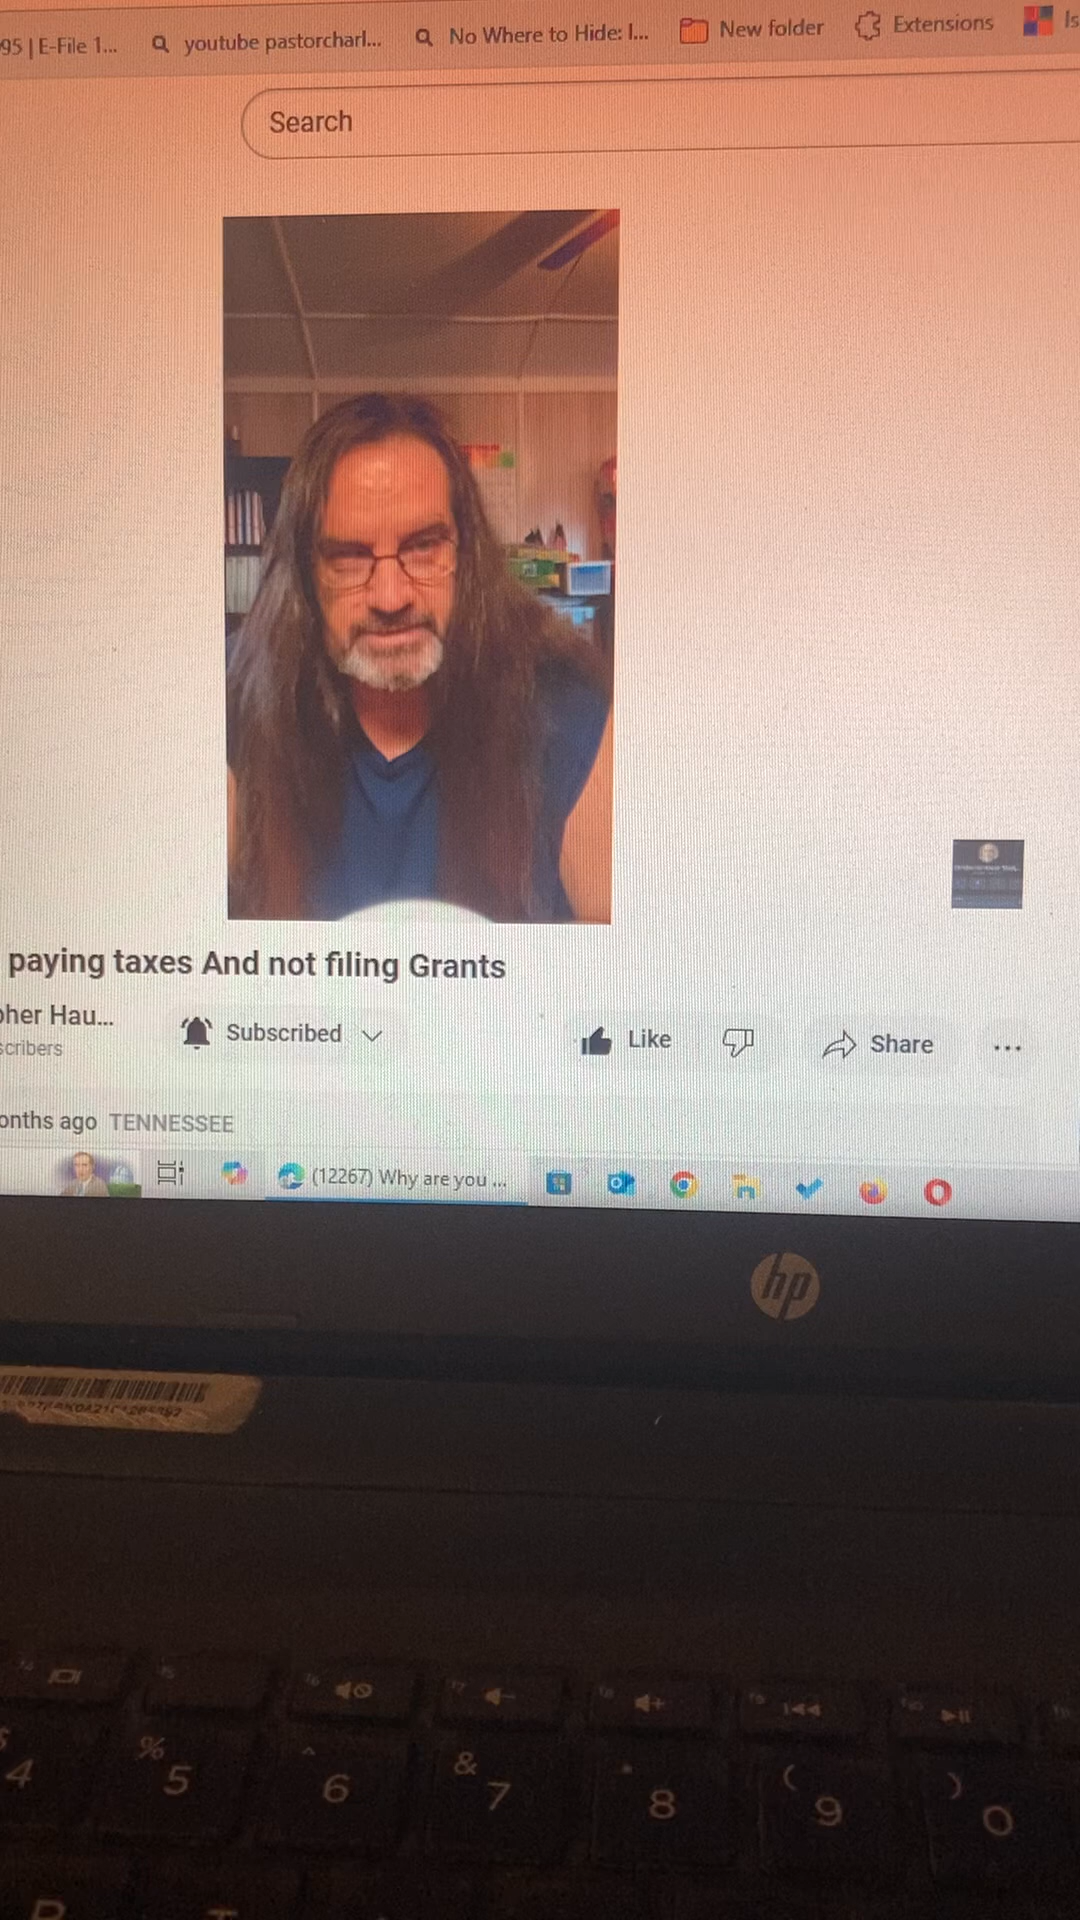 95 | E-File 1...
youtube pastorcharl...
No Where to Hide: I...
New folder
Extensions
Is
Search
paying taxes And not filing Grants
pher Hau...
Subscribed
Like
Share
...
scribers
onths ago TENNESSEE
(12267) Why are you ...
hp
4
% 5
^ 6
& 7
* 8
( 9
) 0